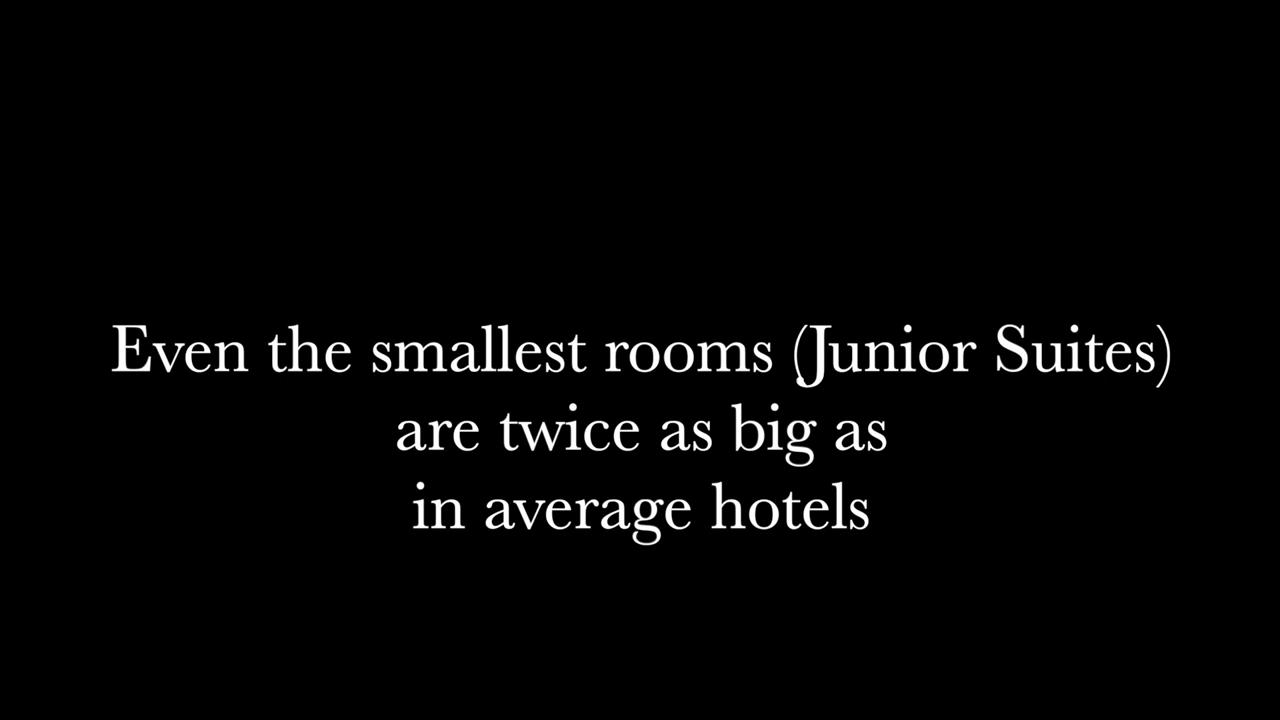 Even the smallest rooms (Junior Suites)
are twice as big as
in average hotels